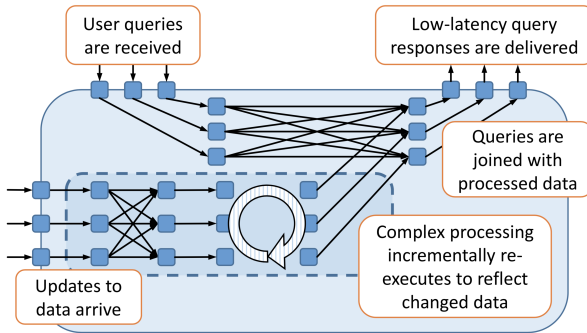 User queries
are received
Low-latency query
responses are delivered
Queries are
joined with
processed data
Updates to
data arrive
Complex processing
incrementally re-
executes to reflect
changed data